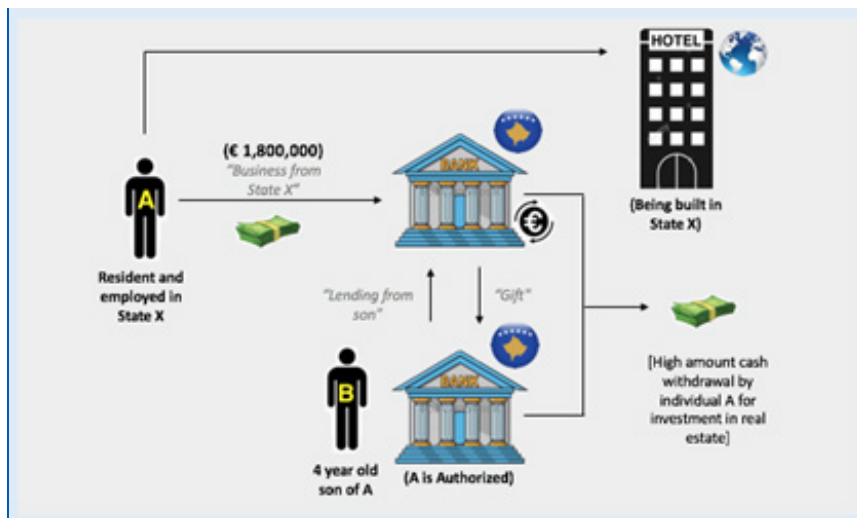 HOTEL
(€ 1,800,000)
"Business from
State X"
BANK
A
(Being built in
State X)
Resident and
employed in
State X
"Lending from
son"
"Gift"
€
BANK
B
[High amount cash
withdrawal by
individual A for
investment in real
estate]
4 year old
son of A
(A is Authorized)